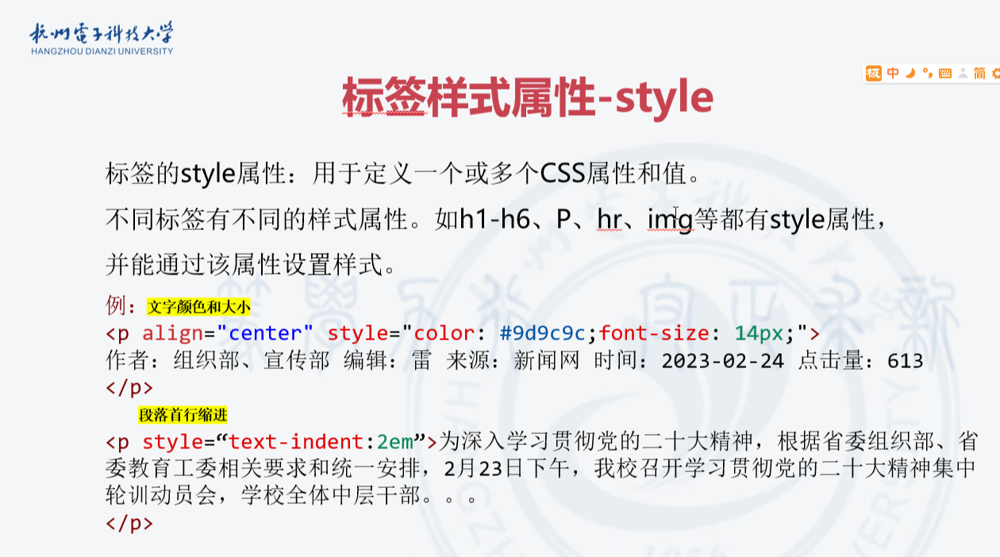 杭州电子科技大学
HANGZHOU DIANZI UNIVERSITY
极 中 简
标签样式属性-style
标签的style属性：用于定义一个或多个CSS属性和值。
不同标签有不同的样式属性。如h1-h6、P、hr、img等都有style属性，
并能通过该属性设置样式。
例：文字颜色和大小
<p align="center" style="color: #9d9c9c;font-size: 14px;">
作者：组织部、宣传部 编辑：雷 来源：新闻网 时间：2023-02-24 点击量：613
</p>
段落首行缩进
<p style=“text-indent:2em”>为深入学习贯彻党的二十大精神，根据省委组织部、省
委教育工委相关要求和统一安排，2月23日下午，我校召开学习贯彻党的二十大精神集中
轮训动员会，学校全体中层干部。。。
</p>